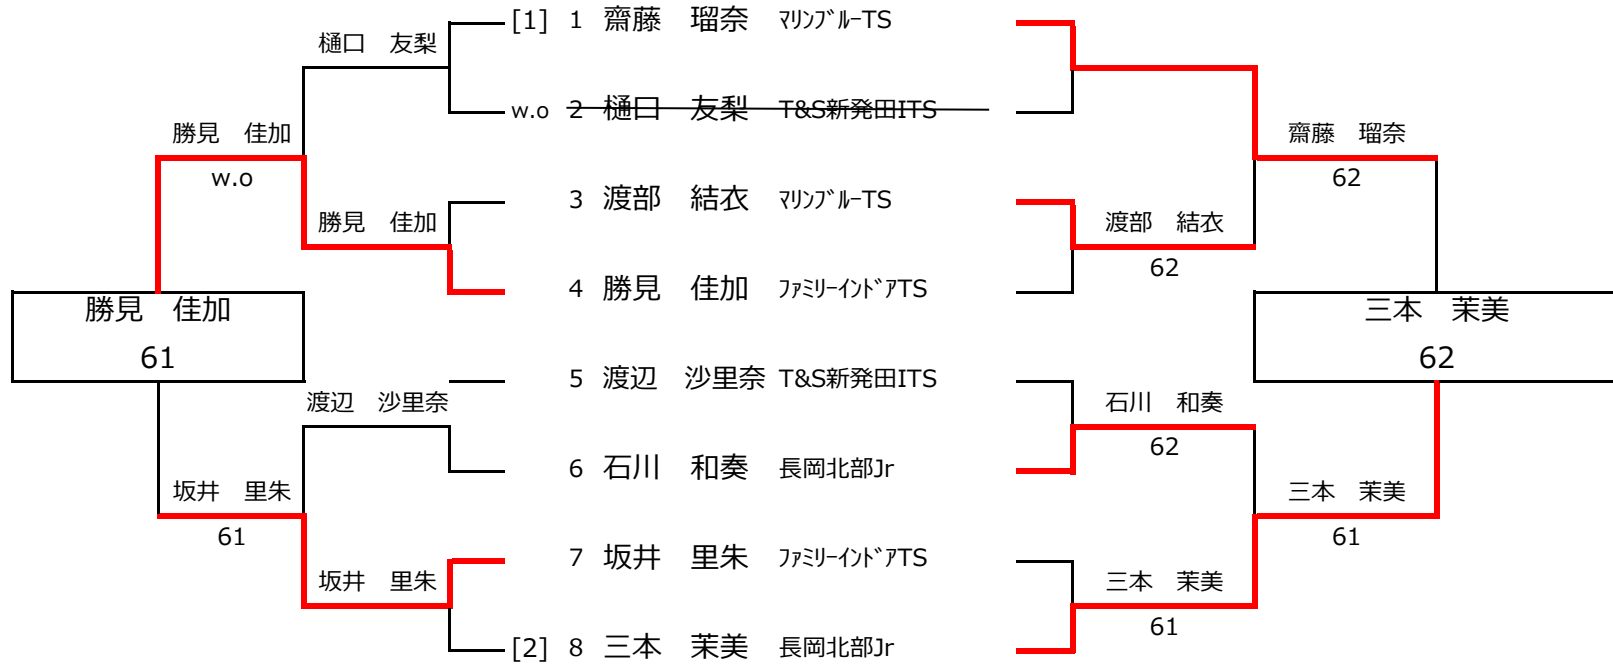 [1] 1 齋藤　瑠奈 ﾏﾘﾝﾌﾞﾙｰTS
樋口　友梨
w.o 2 樋口　友梨 T&S新発田ITS
勝見　佳加
w.o
齋藤　瑠奈
62
3 渡部　結衣 ﾏﾘﾝﾌﾞﾙｰTS
勝見　佳加
渡部　結衣
62
4 勝見　佳加 ﾌｧﾐﾘｰｲﾝﾄﾞｱTS
勝見　佳加
61
三本　茉美
62
5 渡辺　沙里奈 T&S新発田ITS
渡辺　沙里奈
石川　和奏
62
6 石川　和奏 長岡北部Jr
坂井　里朱
61
三本　茉美
61
7 坂井　里朱 ﾌｧﾐﾘｰｲﾝﾄﾞｱTS
坂井　里朱
三本　茉美
61
[2] 8 三本　茉美 長岡北部Jr